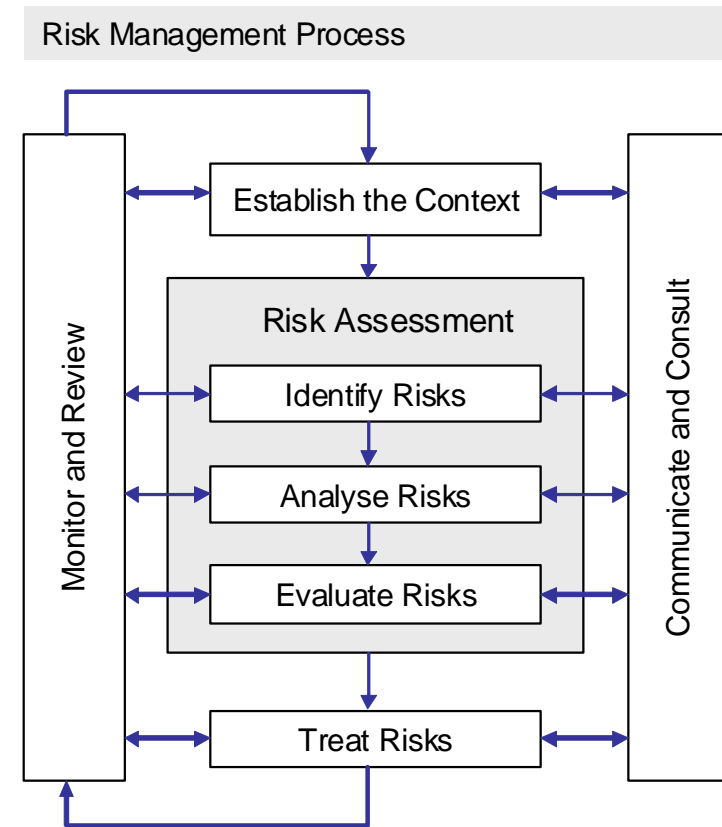 Risk Management Process
Establish the Context
Risk Assessment
Identify Risks
Analyse Risks
Evaluate Risks
Treat Risks
Monitor and Review
Communicate and Consult